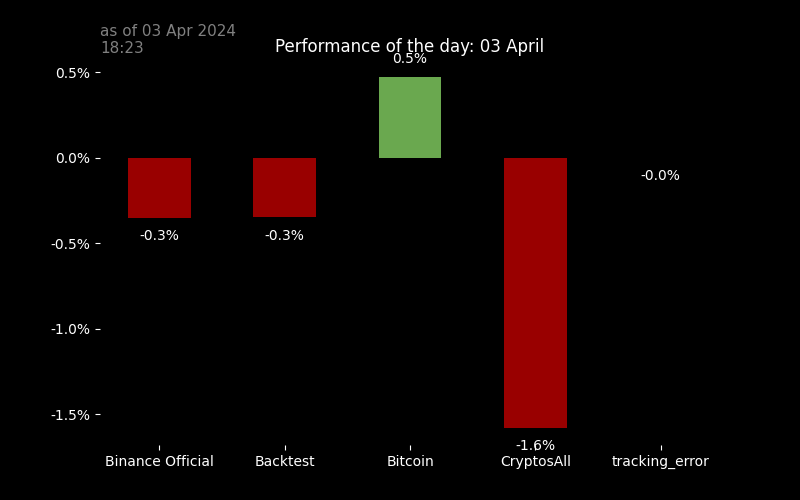 as of 03 Apr 2024
18:23
Performance of the day: 03 April
0.5%
0.5%
0.0%
-0.0%
-0.3%
-0.3%
-0.5%
-1.0%
-1.5%
-1.6%
Binance Official
Backtest
Bitcoin
CryptosAll
tracking_error